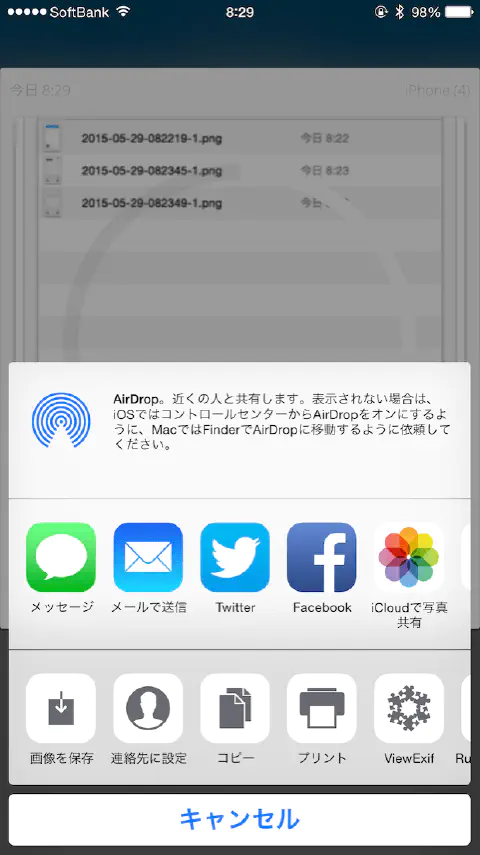 SoftBank 8:29 98%
今日 8:29 iPhone (4)
2015-05-29-082219-1.png 今日 8:22
2015-05-29-082345-1.png 今日 8:23
2015-05-29-082349-1.png 今日
AirDrop。近くの人と共有します。表示されない場合は、
iOSではコントロールセンターからAirDropをオンにするよ
うに、MacではFinderでAirDropに移動するように依頼して
ください。
メッセージ メールで送信 Twitter Facebook iCloudで写真
共有
画像を保存 連絡先に設定 コピー プリント ViewExif Ru
キャンセル